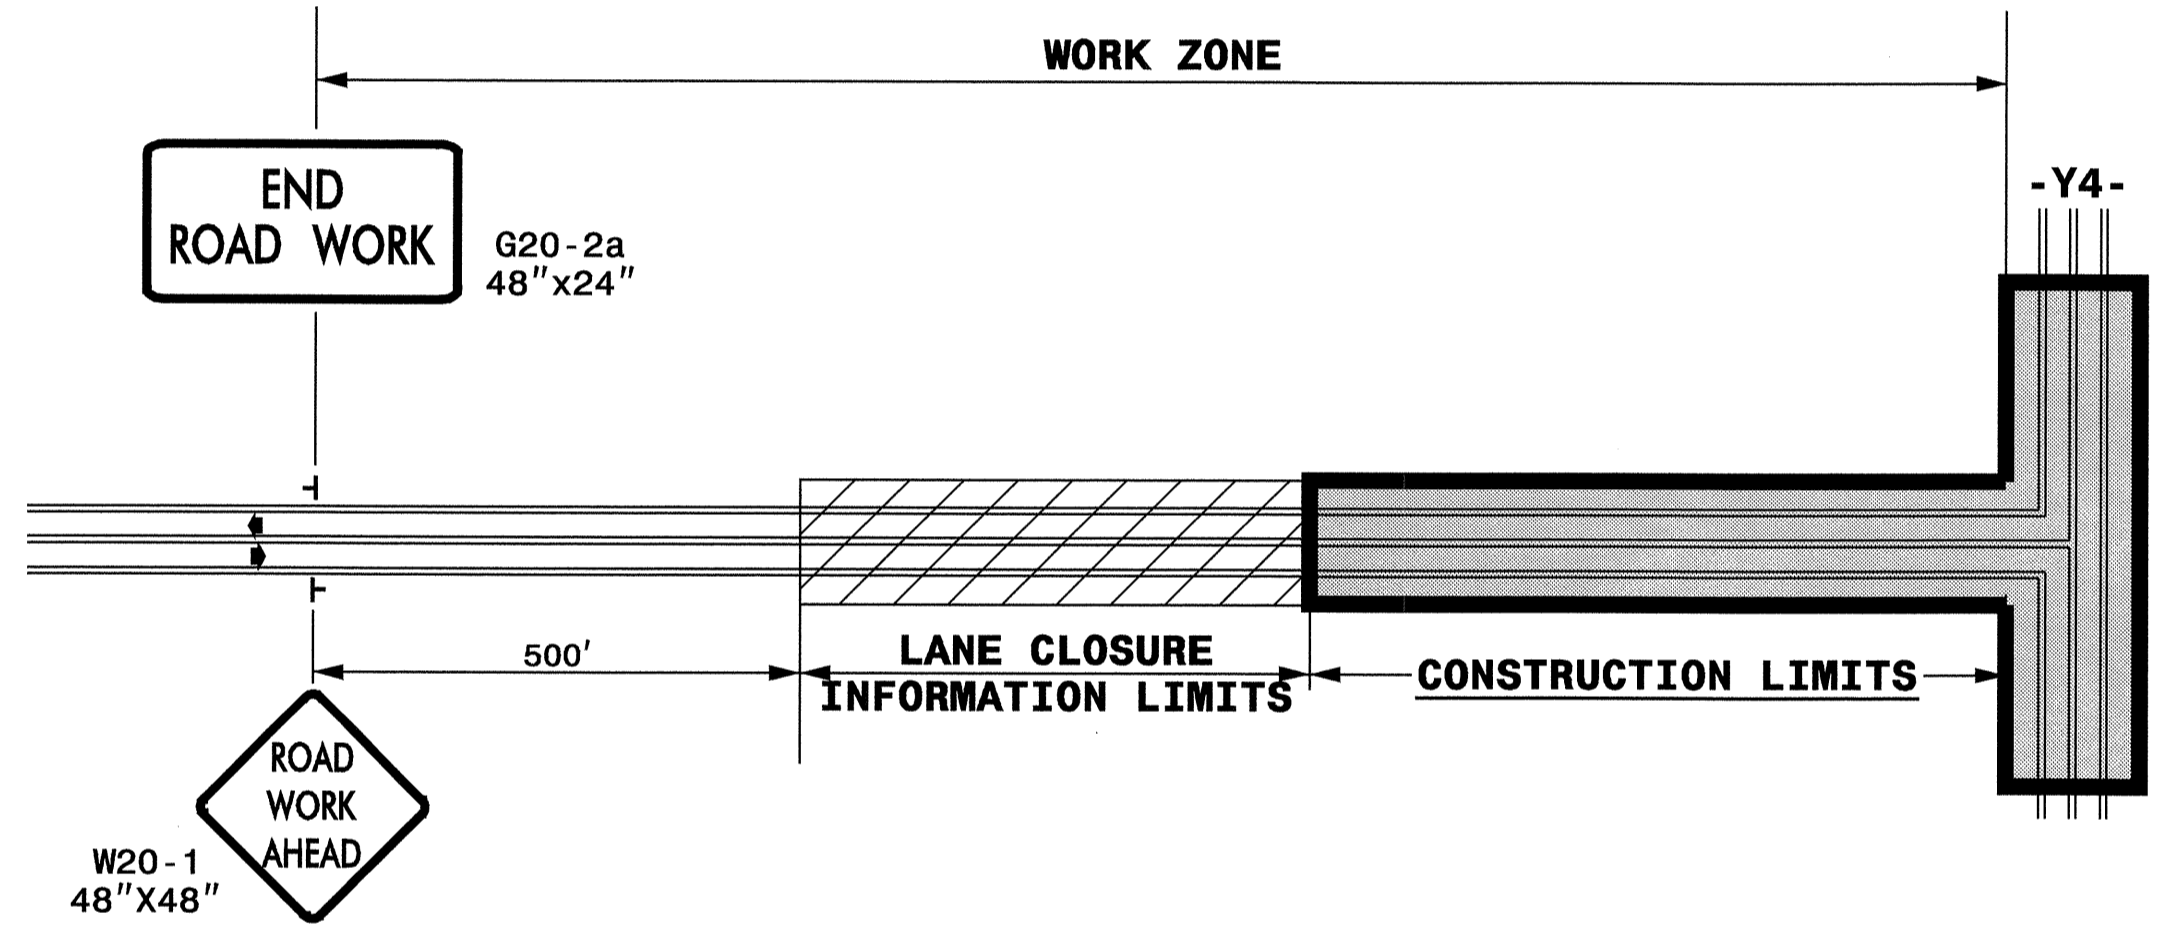 WORK ZONE
-Y4-
END
ROAD WORK
G20-2a
48"x24"
500'
LANE CLOSURE
INFORMATION LIMITS
CONSTRUCTION LIMITS
ROAD
WORK
AHEAD
W20-1
48"X48"